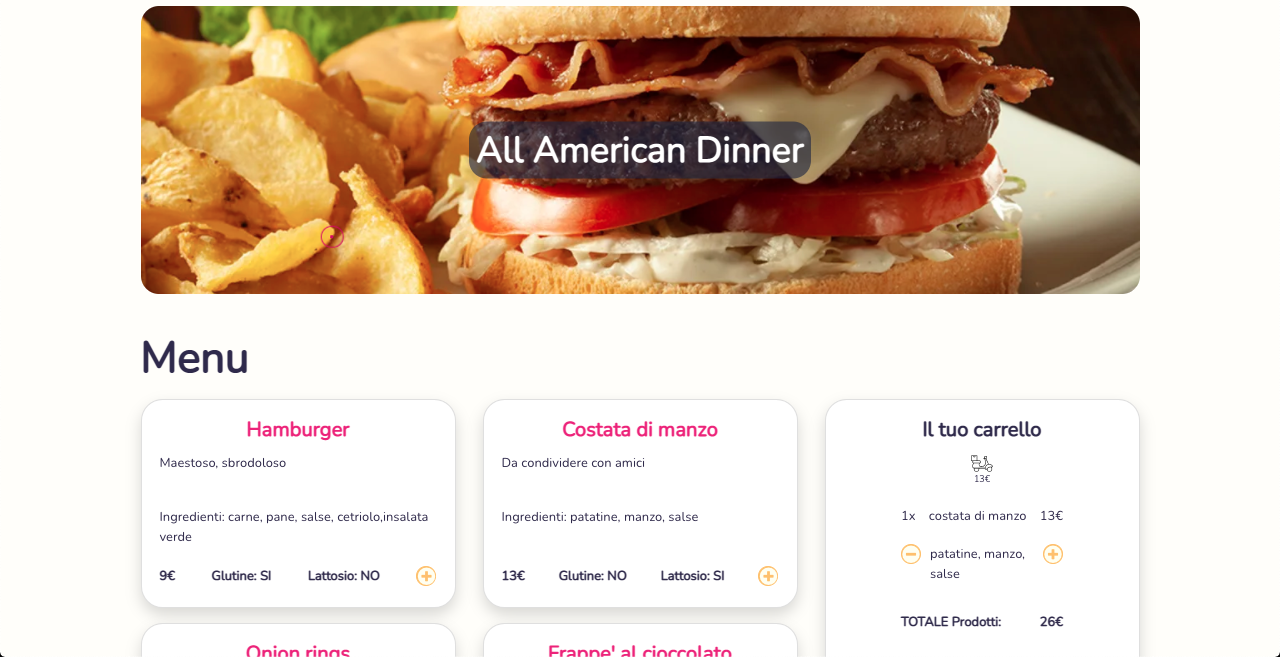 All American Dinner
Menu
Hamburger
Maestoso, sbrodoloso
Ingredienti: carne, pane, salse, cetriolo,insalata
verde
9€ Glutine: SI Lattosio: NO
Costata di manzo
Da condividere con amici
Ingredienti: patatine, manzo, salse
13€ Glutine: NO Lattosio: SI
Il tuo carrello
13€
1x costata di manzo 13€
patatine, manzo,
salse
TOTALE Prodotti: 26€
Onion rings
Frappe' al cioccolato